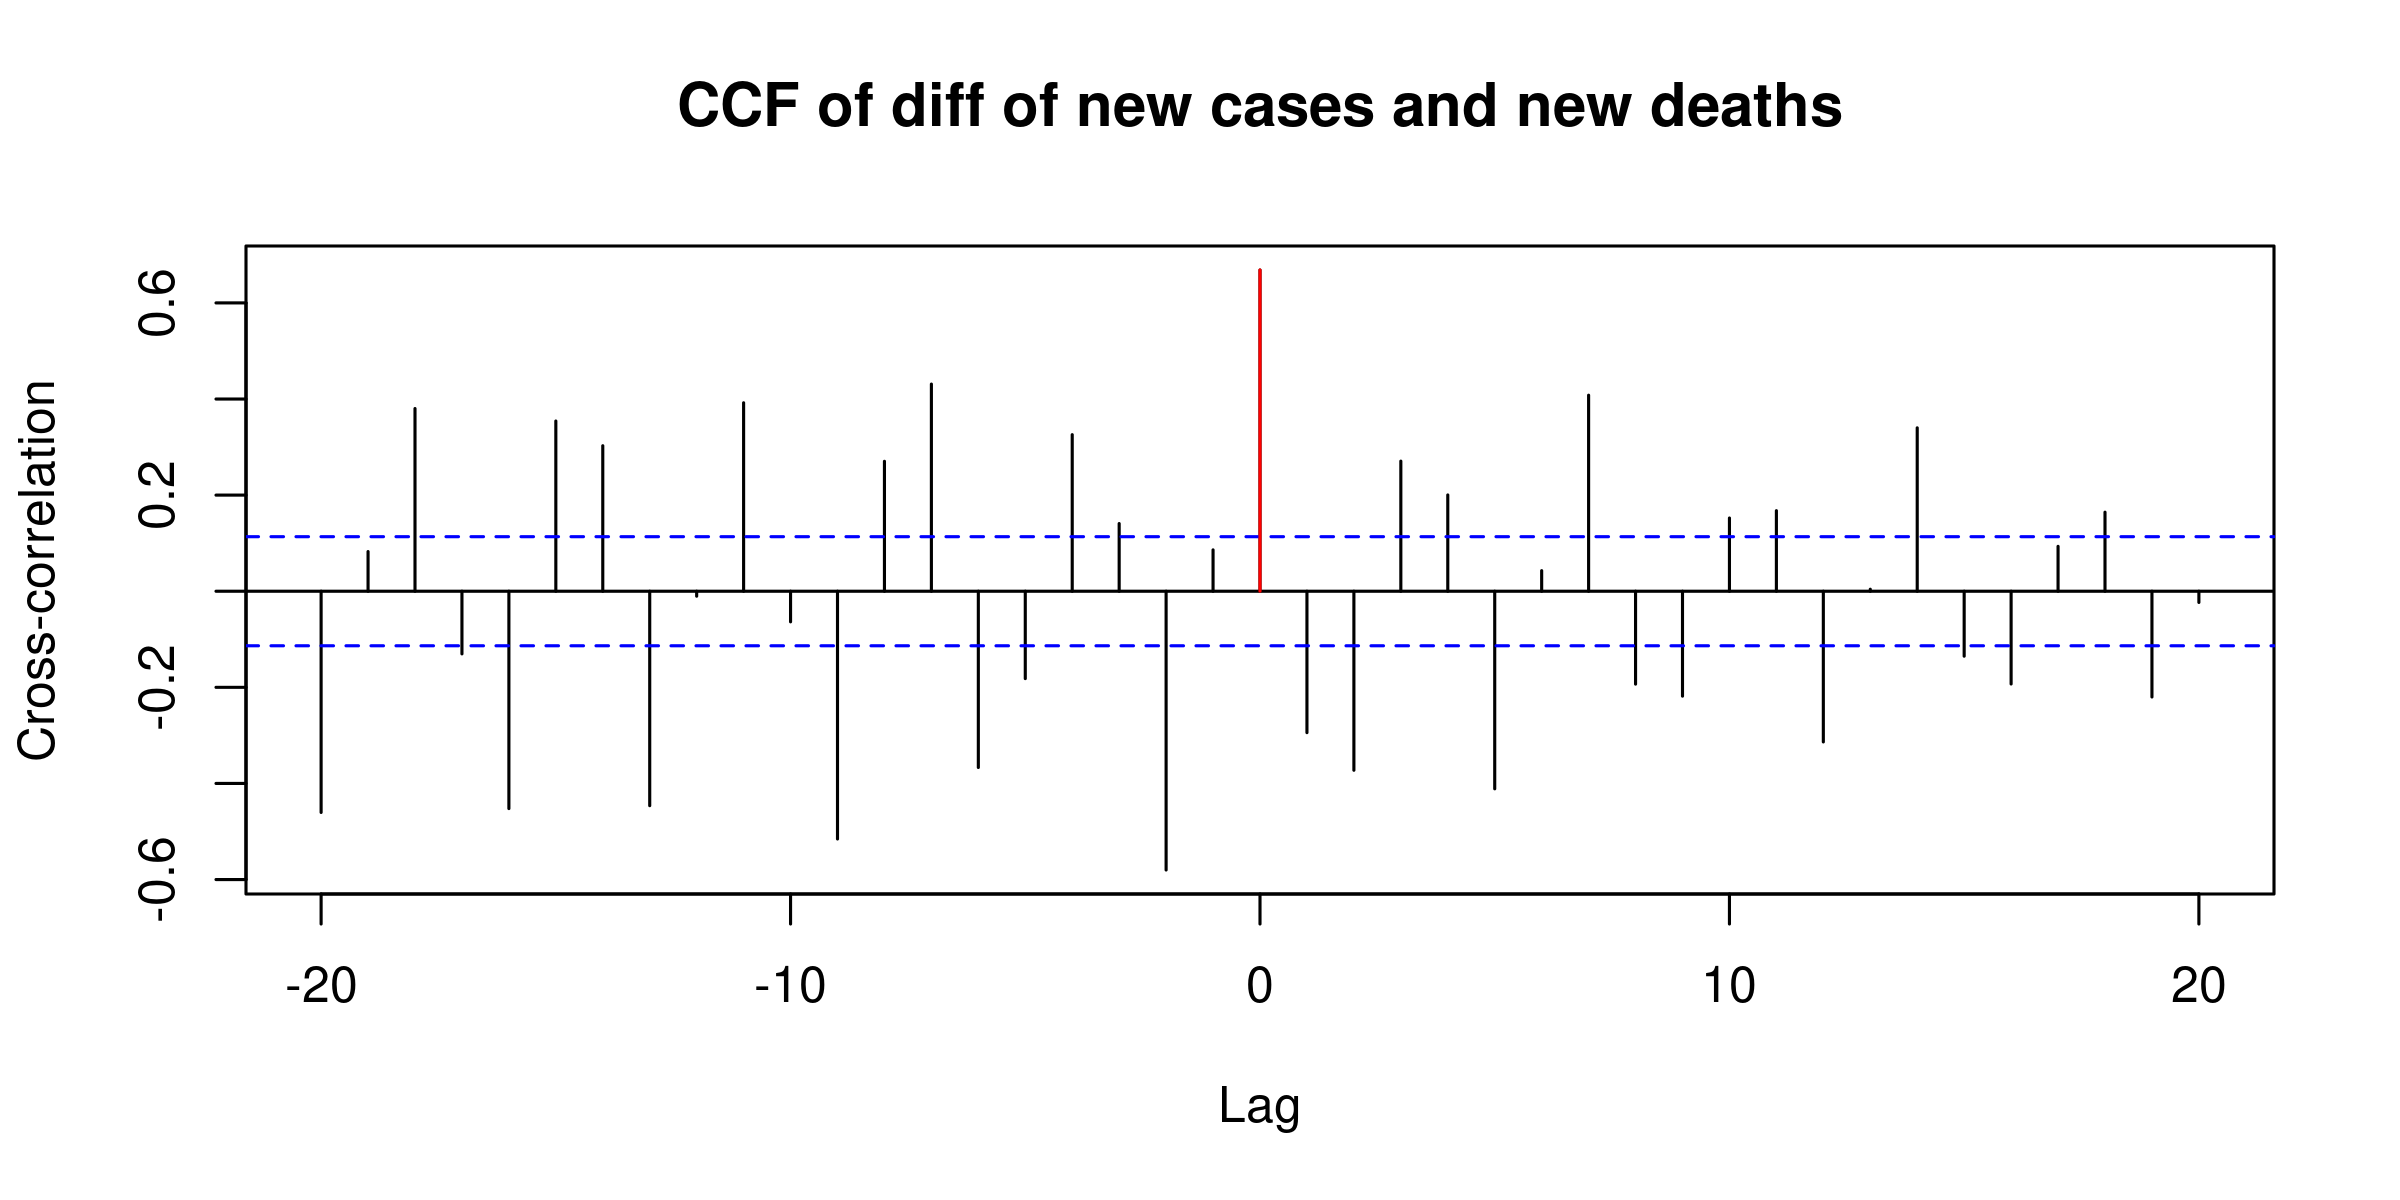 CCF of diff of new cases and new deaths
Cross-correlation
0.6
0.2
-0.2
-0.6
-20 -10 0 10 20
Lag